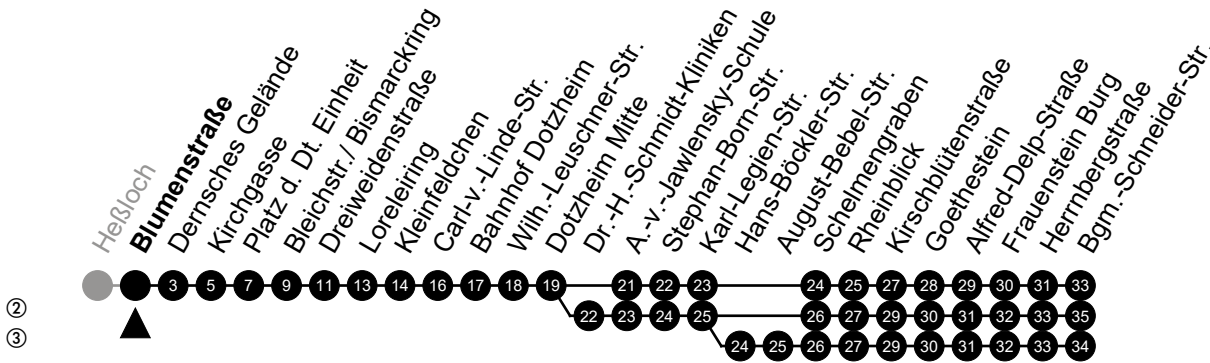 Heßloch
Blumenstraße
Dernsches Gelände
Kirchgasse
Platz d. Dt. Einheit
Bleichstr./ Bismarckring
Dreiweidenstraße
Loreleiring
Kleinfeldchen
Carl-v.-Linde-Str.
Bahnhof Dotzheim
Wilh.-Leuschner-Str.
Dotzheim Mitte
Dr.-H.-Schmidt-Kliniken
A.-v.-Jawlensky-Schule
Stephan-Born-Str.
Karl-Legien-Str.
Hans-Böckler-Str.
August-Bebel-Str.
Schelmengraben
Rheinblick
Kirschblütenstraße
Goethestein
Alfred-Delp-Straße
Frauenstein Burg
Herrnbergstraße
Bgm.-Schneider-Str.
3 5 7 9 11 13 14 16 17 18 19 21 22 23 24 25 27 28 29 30 31 33
② 22 23 24 25 26 27 29 30 31 32 33 35
③ 24 25 26 27 29 30 31 32 33 34